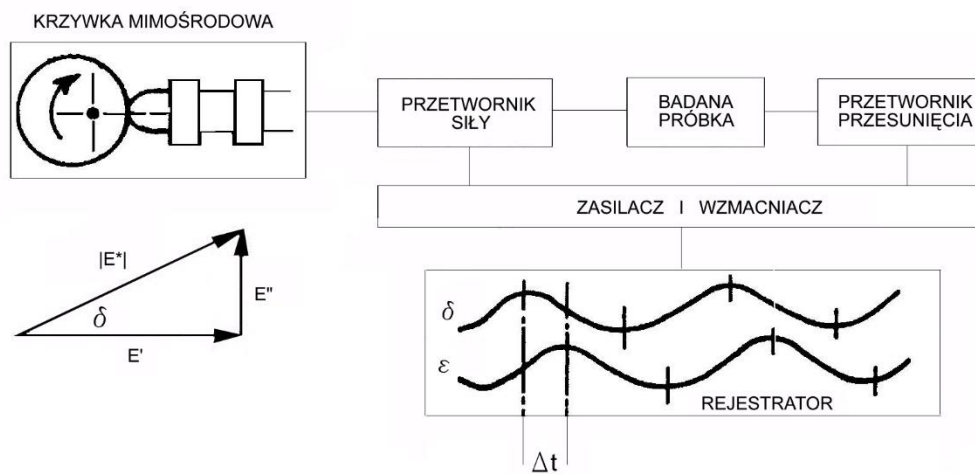 KRZYWKA MIMOŚRODOWA
PRZETWORNIK
SIŁY
BADANA
PRÓBKA
PRZETWORNIK
PRZESUNIĘCIA
ZASILACZ I WZMACNIACZ
|E*|
E"
δ
E'
δ
ε
REJESTRATOR
Δt